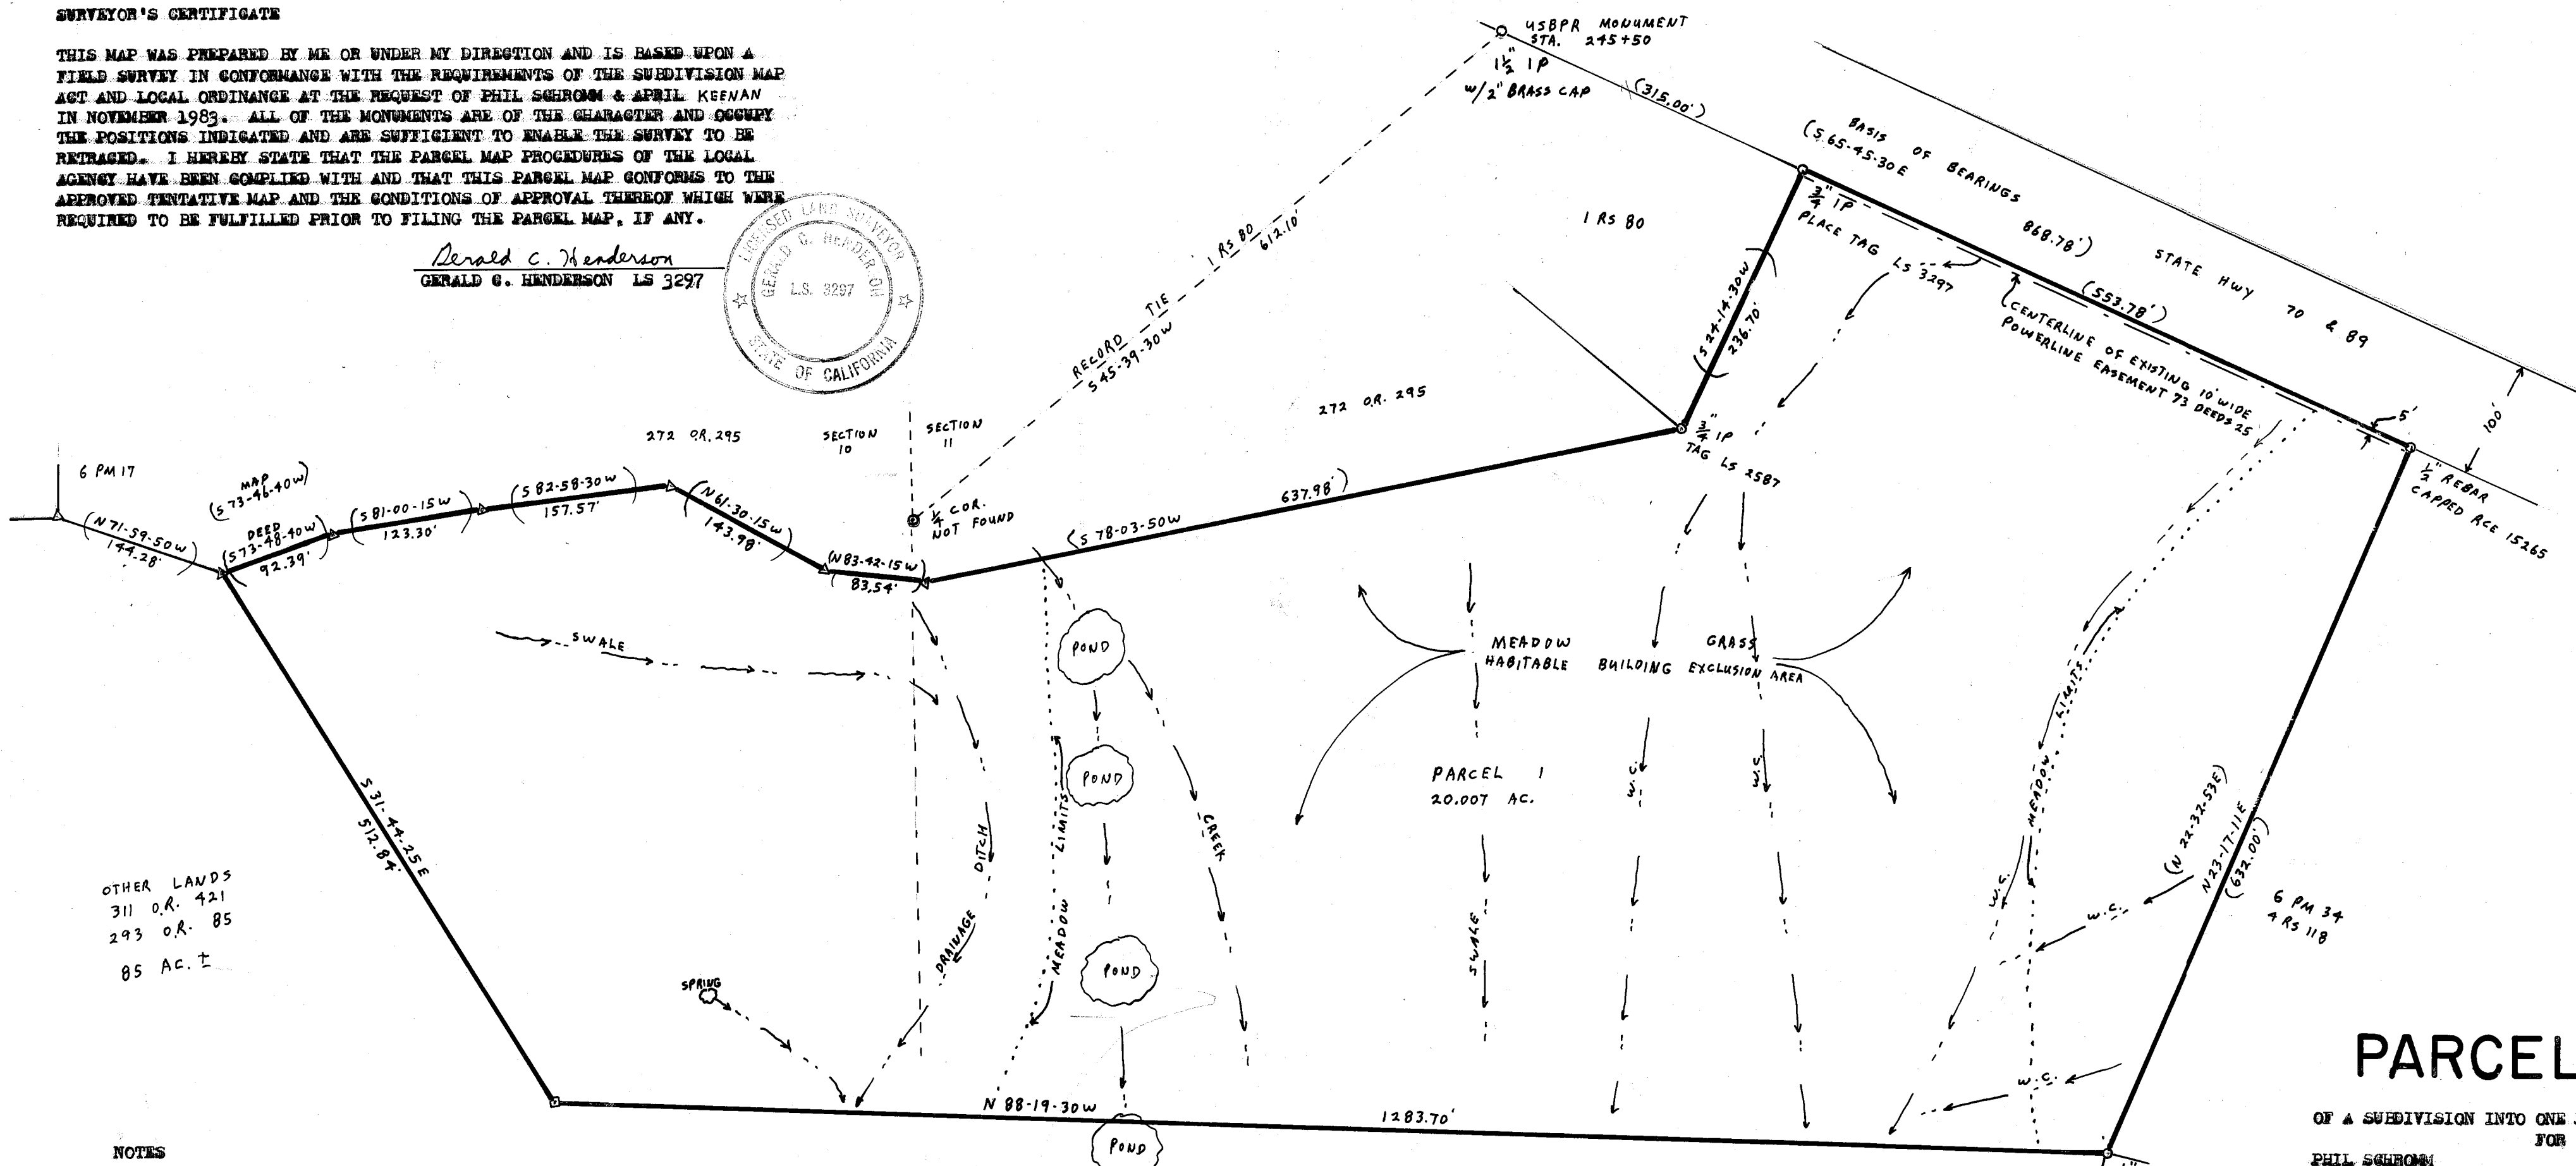 SURVEYOR'S CERTIFICATE
THIS MAP WAS PREPARED BY ME OR UNDER MY DIRECTION AND IS BASED UPON A
FIELD SURVEY IN CONFORMANCE WITH THE REQUIREMENTS OF THE SUBDIVISION MAP
ACT AND LOCAL ORDINANCE AT THE REQUEST OF PHIL SCHROMM & APRIL KEENAN
IN NOVEMBER 1983. ALL OF THE MONUMENTS ARE OF THE CHARACTER AND OCCUPY
THE POSITIONS INDICATED AND ARE SUFFICIENT TO ENABLE THE SURVEY TO BE
RETRACED. I HEREBY STATE THAT THE PARCEL MAP PROCEDURES OF THE LOCAL
AGENCY HAVE BEEN COMPLIED WITH AND THAT THIS PARCEL MAP CONFORMS TO THE
APPROVED TENTATIVE MAP AND THE CONDITIONS OF APPROVAL THEREOF WHICH WERE
REQUIRED TO BE FULFILLED PRIOR TO FILING THE PARCEL MAP, IF ANY.
Gerald C. Henderson
GERALD C. HENDERSON LS 3297
LICENSED LAND SURVEYOR
GERALD C. HENDERSON
L.S. 3297
STATE OF CALIFORNIA
USBPR MONUMENT
STA. 245+50
1½" IP
W/2" BRASS CAP
(315.00')
BASIS OF BEARINGS
(S 65-45-30 E 868.78')
STATE HWY 70 & 89
1 RS 80
3/4" IP
PLACE TAG LS 3297
(553.78')
CENTERLINE OF EXISTING 10' WIDE
POWERLINE EASEMENT 73 DEEDS 25
5'
100'
1/2" REBAR
CAPPED RCE 15265
(S 24-14-30 W
236.70')
RECORD TIE 1 RS 80
S 45-39-30 W 612.10'
272 O.R. 295
3/4" IP
TAG LS 2587
272 O.R. 295
SECTION
10
SECTION
11
1/4 COR.
NOT FOUND
6 PM 17
MAP
(S 73-46-40 W)
DEED
(S 73-48-40 W)
(92.39')
(N 71-59-50 W
144.28')
(S 81-00-15 W)
123.30'
(S 82-58-30 W)
157.57'
(N 61-30-15 W
143.98')
(N 83-42-15 W)
(83.54')
(S 78-03-50 W 637.98')
SWALE
POND
POND
POND
POND
MEADOW GRASS
HABITABLE BUILDING EXCLUSION AREA
PARCEL 1
20.007 AC.
MEADOW LIMITS
MEADOW LIMITS
DRAINAGE DITCH
CREEK
SWALE
W.C.
W.C.
W.C.
W.C.
W.C.
SPRING
S 31-44-25 E
512.84'
OTHER LANDS
311 O.R. 421
293 O.R. 85
85 AC. ±
(N 22-32-53 E)
N 23-17-11 E
(632.00')
6 PM 34
4 RS 118
N 88-19-30 W 1283.70'
PARCEL
OF A SUBDIVISION INTO ONE
FOR
PHIL SCHROMM
NOTES